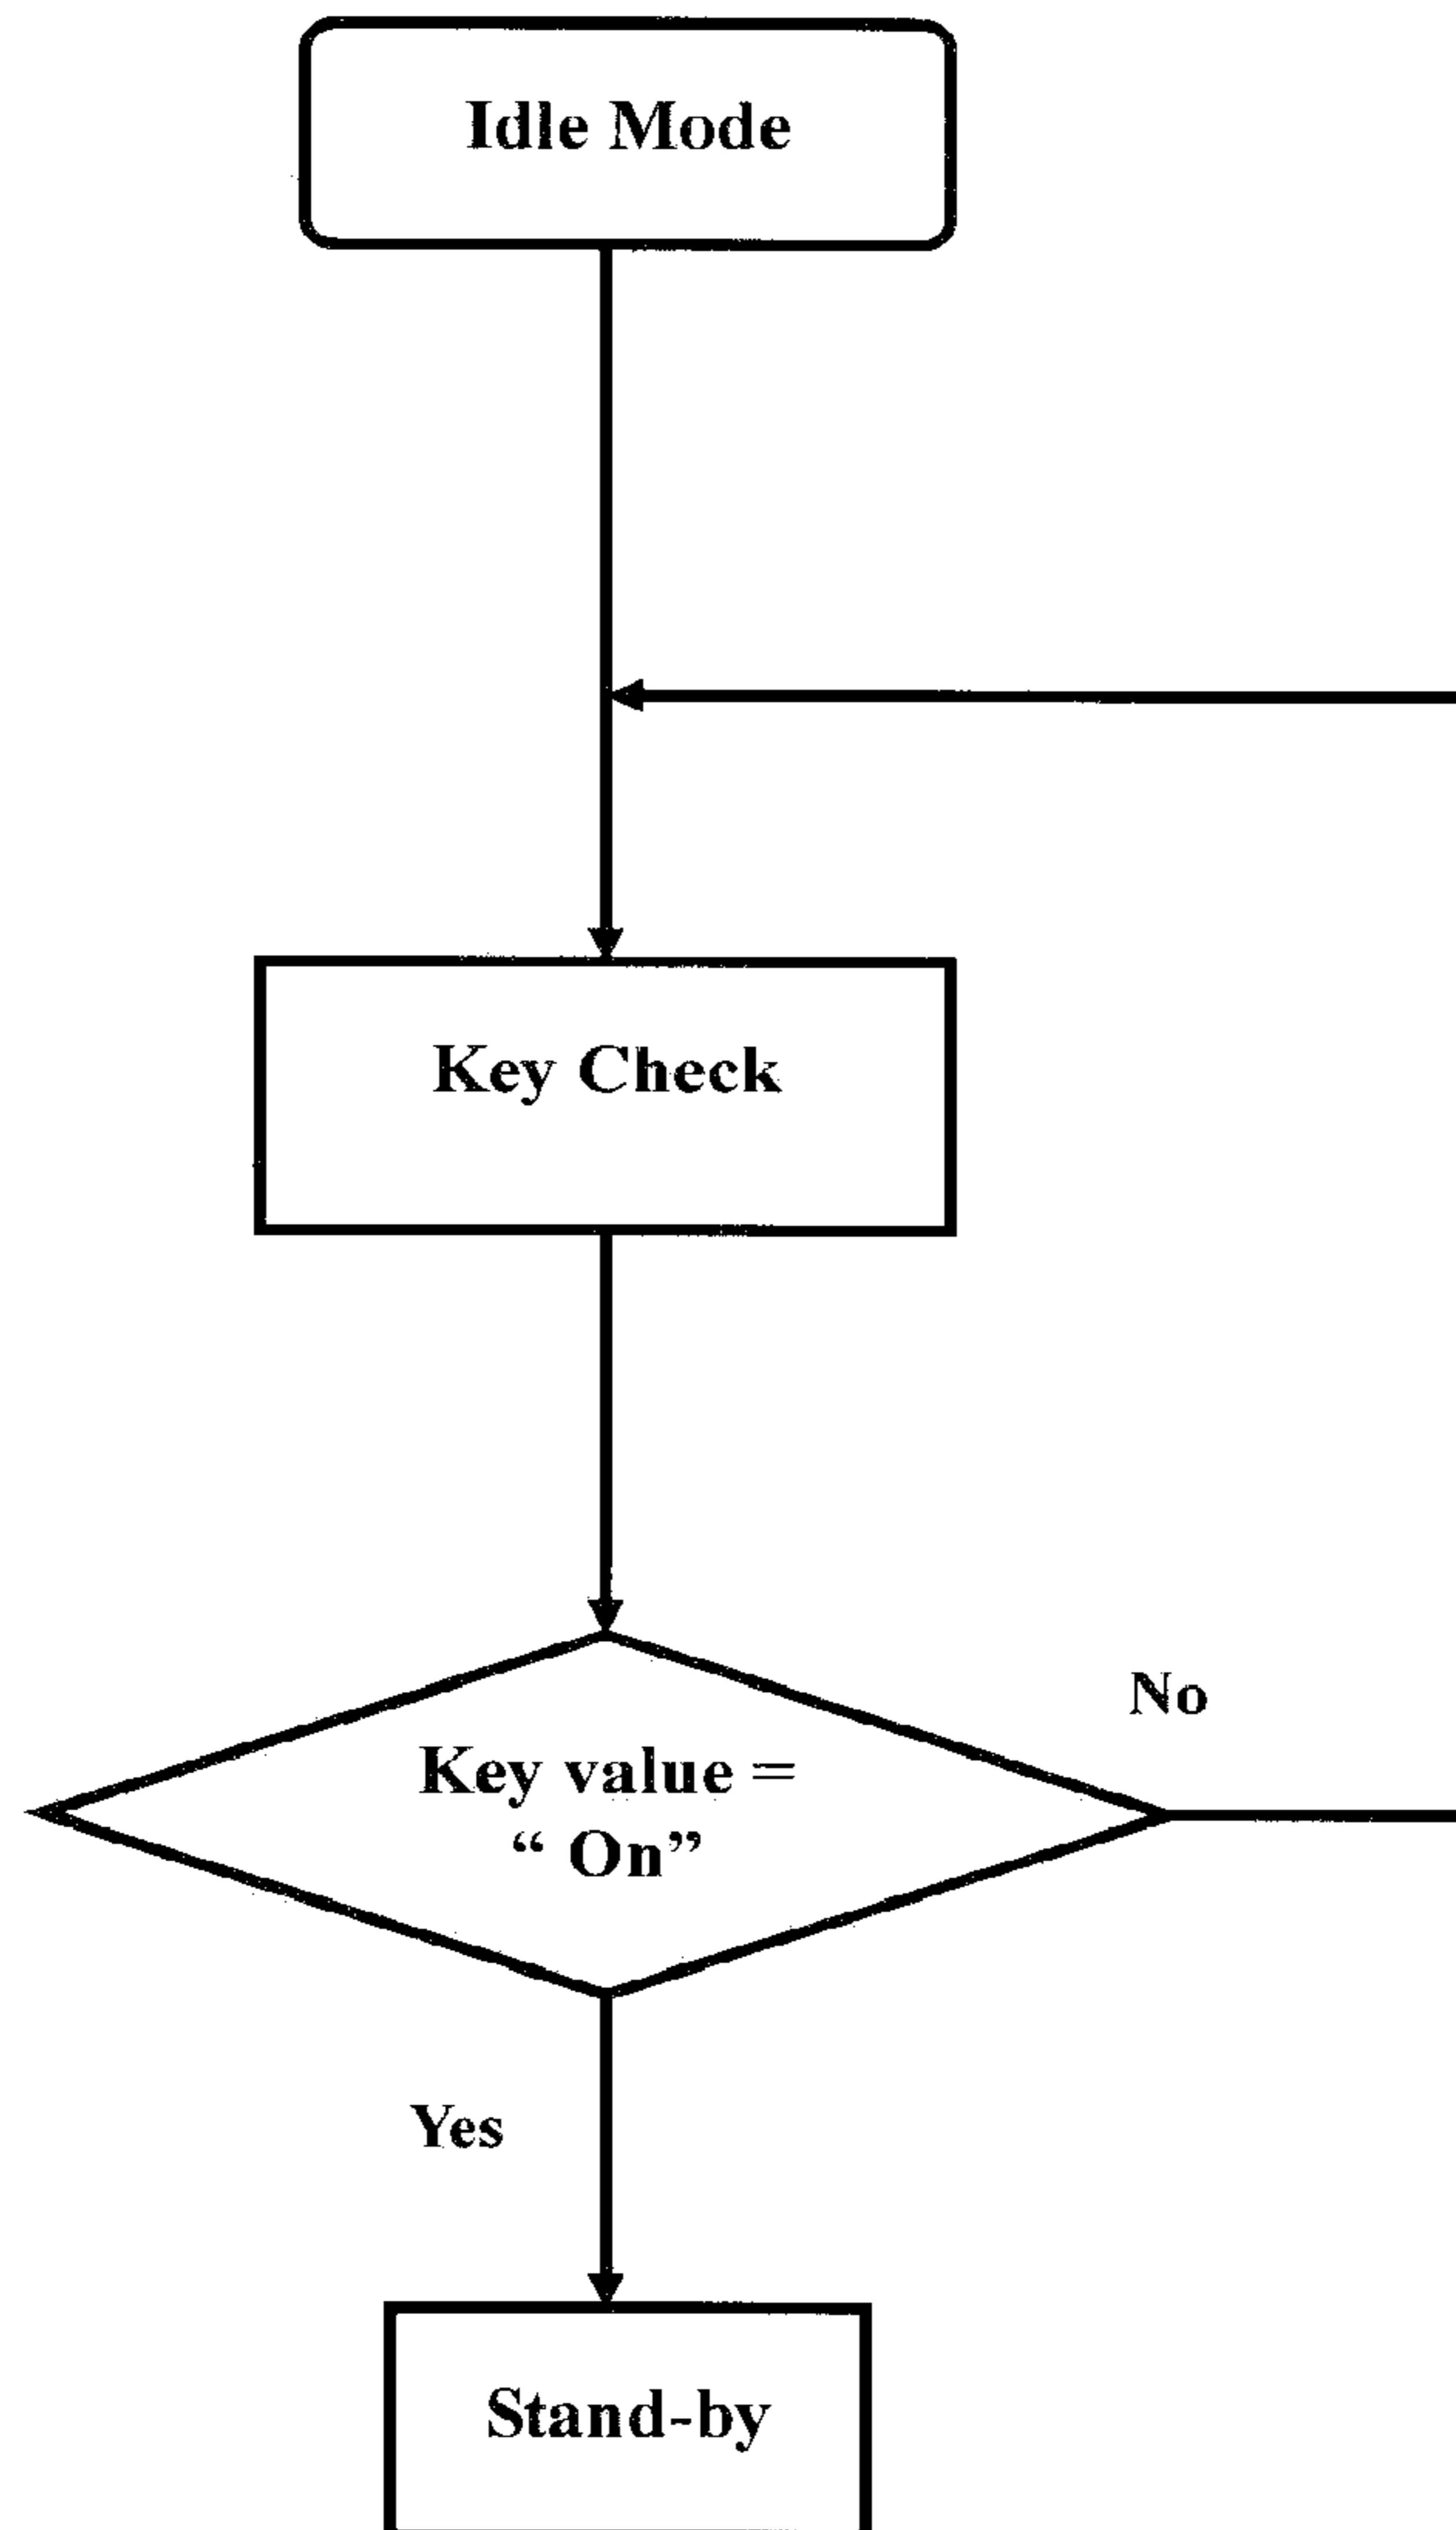 Idle Mode
Key Check
No
Key value =
“ On”
Yes
Stand-by